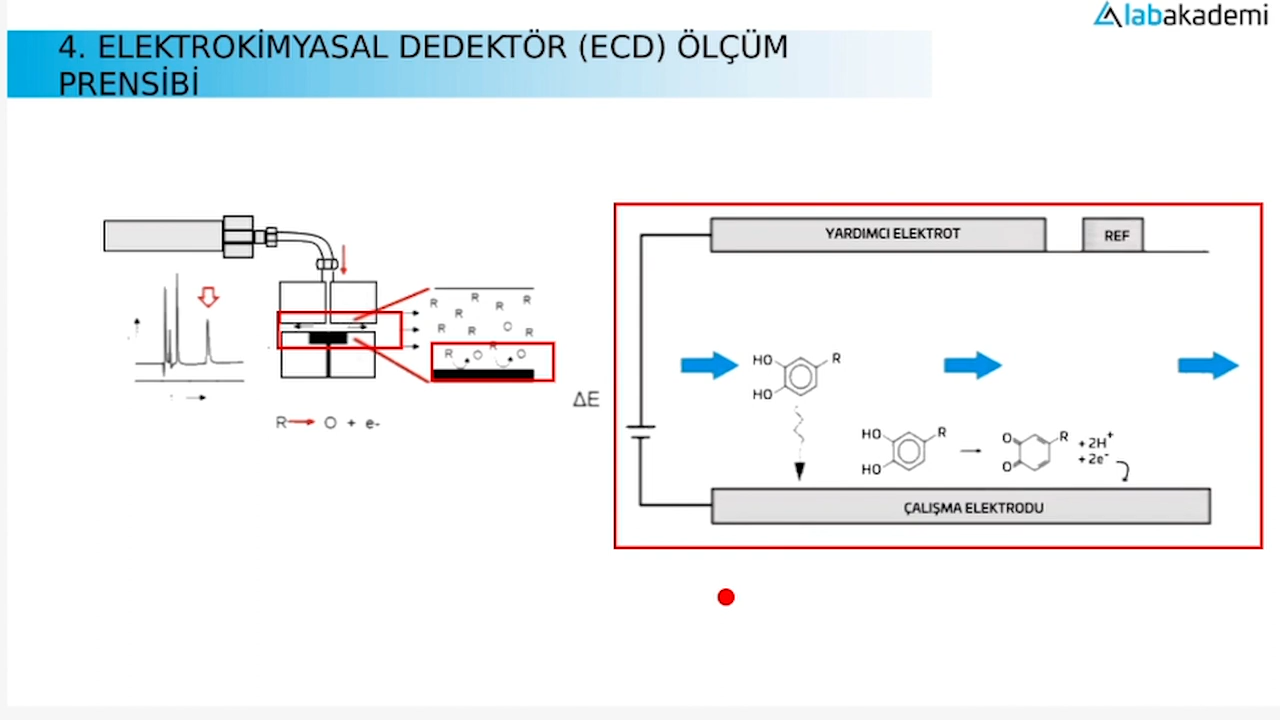 labakademi
4. ELEKTROKİMYASAL DEDEKTÖR (ECD) ÖLÇÜM
PRENSİBİ
R R R R
R
R R O R
R O R O
R → O + e-
ΔE
YARDIMCI ELEKTROT
REF
HO R
HO
HO R
HO
→
O R
O
+2H⁺
+2e⁻
ÇALIŞMA ELEKTRODU